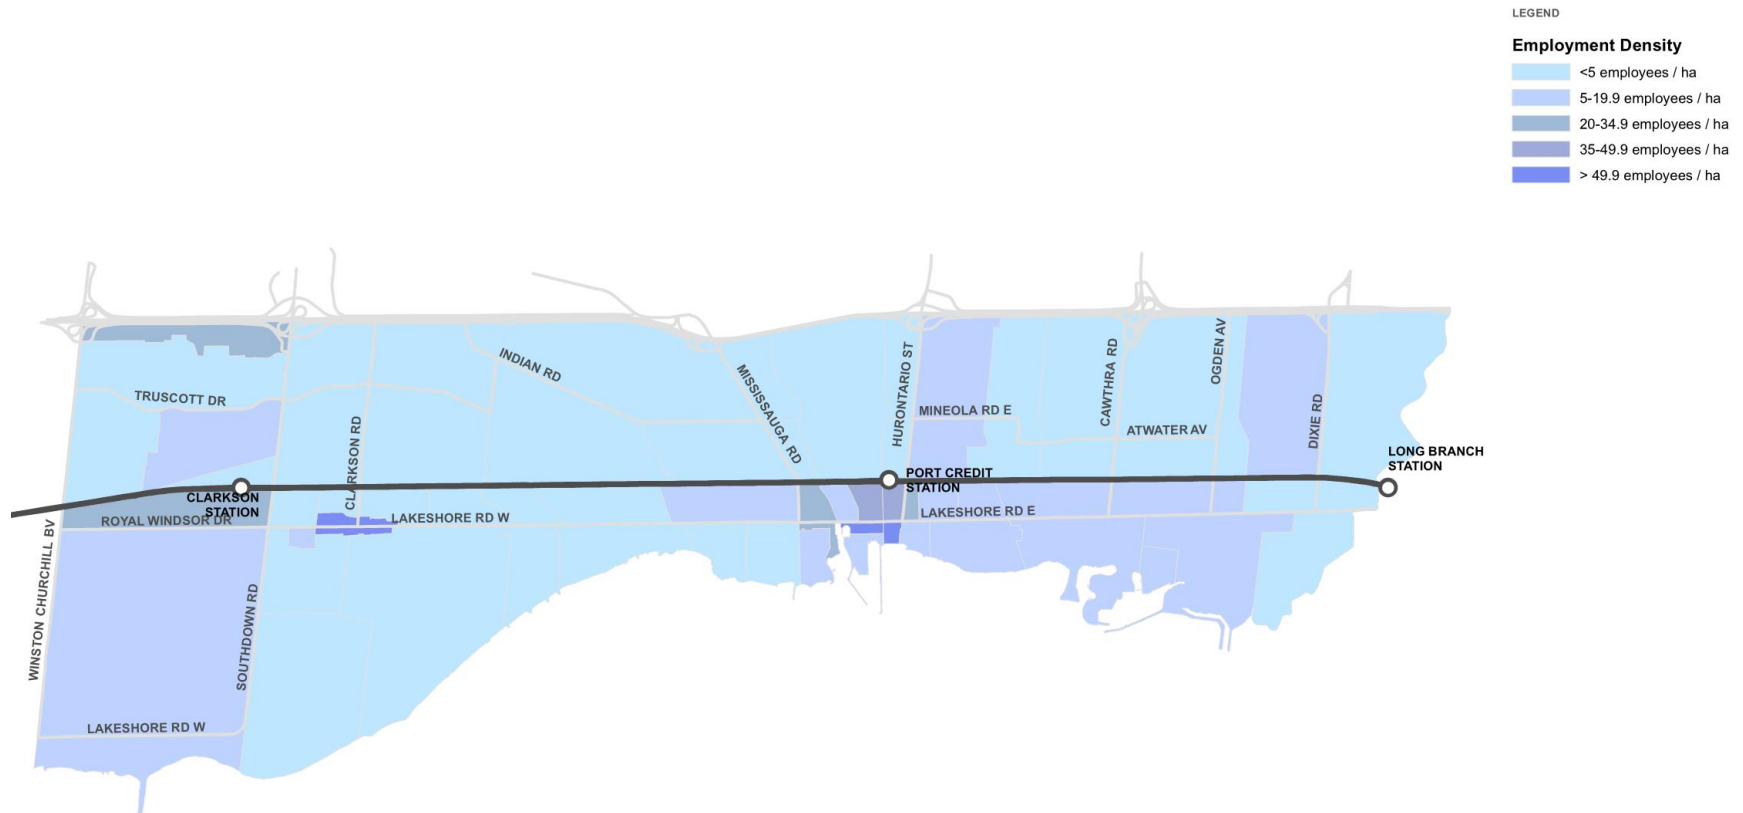 LEGEND
Employment Density
<5 employees / ha
5-19.9 employees / ha
20-34.9 employees / ha
35-49.9 employees / ha
> 49.9 employees / ha
INDIAN RD
MISSISSAUGA RD
HURONTARIO ST
CAWTHRA RD
OGDEN AV
DIXIE RD
TRUSCOTT DR
MINEOLA RD E
ATWATER AV
CLARKSON RD
LONG BRANCH
STATION
PORT CREDIT
STATION
CLARKSON
STATION
ROYAL WINDSOR DR
LAKESHORE RD W
LAKESHORE RD E
WINSTON CHURCHILL BV
SOUTHDOWN RD
LAKESHORE RD W